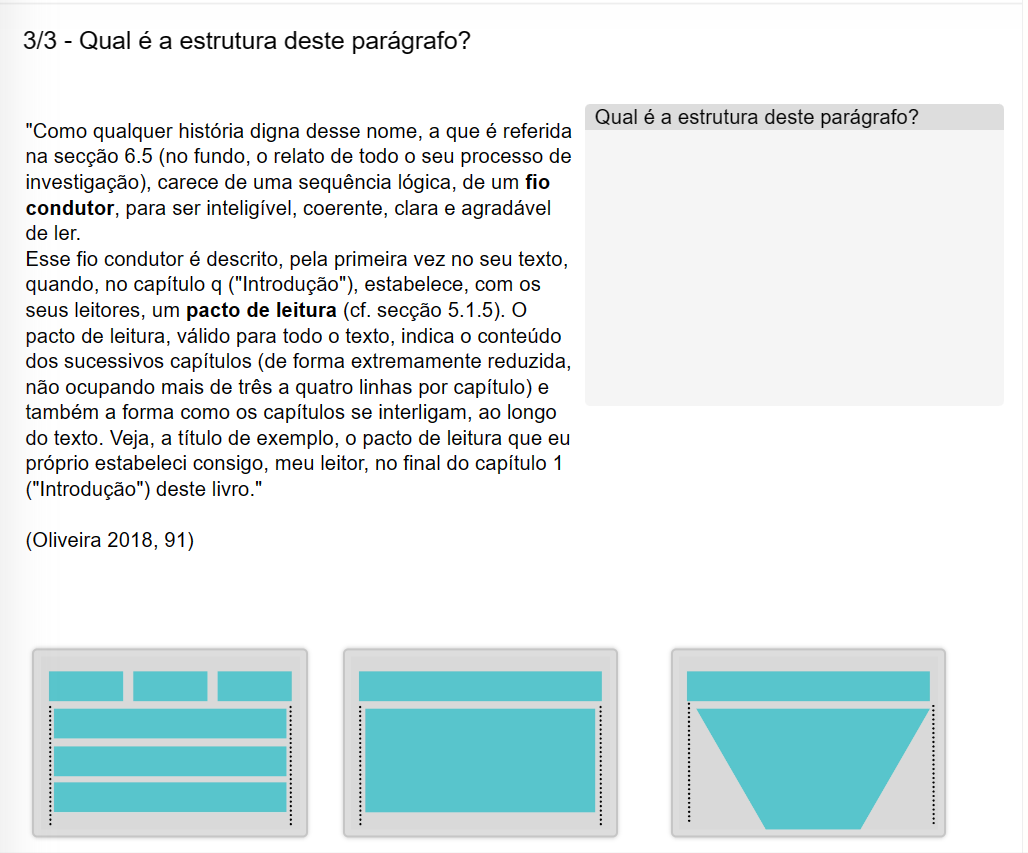 3/3 - Qual é a estrutura deste parágrafo?
"Como qualquer história digna desse nome, a que é referida
na secção 6.5 (no fundo, o relato de todo o seu processo de
investigação), carece de uma sequência lógica, de um fio
condutor, para ser inteligível, coerente, clara e agradável
de ler.
Esse fio condutor é descrito, pela primeira vez no seu texto,
quando, no capítulo q ("Introdução"), estabelece, com os
seus leitores, um pacto de leitura (cf. secção 5.1.5). O
pacto de leitura, válido para todo o texto, indica o conteúdo
dos sucessivos capítulos (de forma extremamente reduzida,
não ocupando mais de três a quatro linhas por capítulo) e
também a forma como os capítulos se interligam, ao longo
do texto. Veja, a título de exemplo, o pacto de leitura que eu
próprio estabeleci consigo, meu leitor, no final do capítulo 1
("Introdução") deste livro."
(Oliveira 2018, 91)
Qual é a estrutura deste parágrafo?